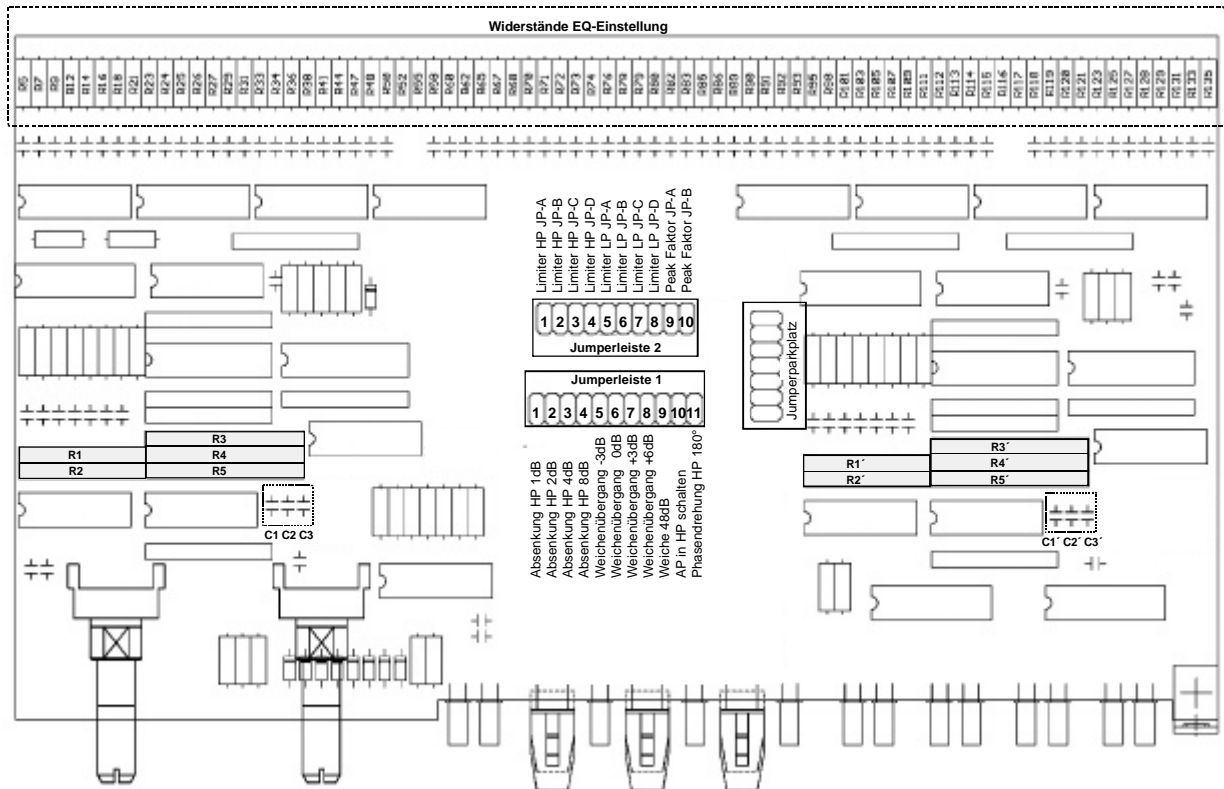 Widerstände EQ-Einstellung
R5 R7 R9 R12 R14 R16 R18 R21 R23 R24 R25 R26 R27 R29 R31 R33 R34 R36 R38 R41 R44 R47 R48 R50 R52 R55 R58 R60 R62 R65 R67 R68 R70 R71 R72 R73 R74 R76 R79 R80 R82 R83 R85 R86 R90 R91 R92 R93 R95 R98 R101 R103 R105 R107 R109 R111 R112 R113 R114 R115 R116 R117 R118 R119 R120 R121 R123 R125 R127 R128 R129 R131 R133 R135
Limiter HP JP-A
Limiter HP JP-B
Limiter HP JP-C
Limiter HP JP-D
Limiter LP JP-A
Limiter LP JP-B
Limiter LP JP-C
Limiter LP JP-D
Peak Faktor JP-A
Peak Faktor JP-B
1 2 3 4 5 6 7 8 9 10
Jumperleiste 2
Jumperparkplatz
Jumperleiste 1
1 2 3 4 5 6 7 8 9 10 11
Absenkung HP 1dB
Absenkung HP 2dB
Absenkung HP 4dB
Absenkung HP 8dB
Weichenübergang -3dB
Weichenübergang 0dB
Weichenübergang +3dB
Weichenübergang +6dB
Weiche 48dB
AP in HP schalten
Phasendrehung HP 180°
R3
R1 R4
R2 R5
C1 C2 C3
R3´
R1´ R4´
R2´ R5´
C1´ C2´ C3´